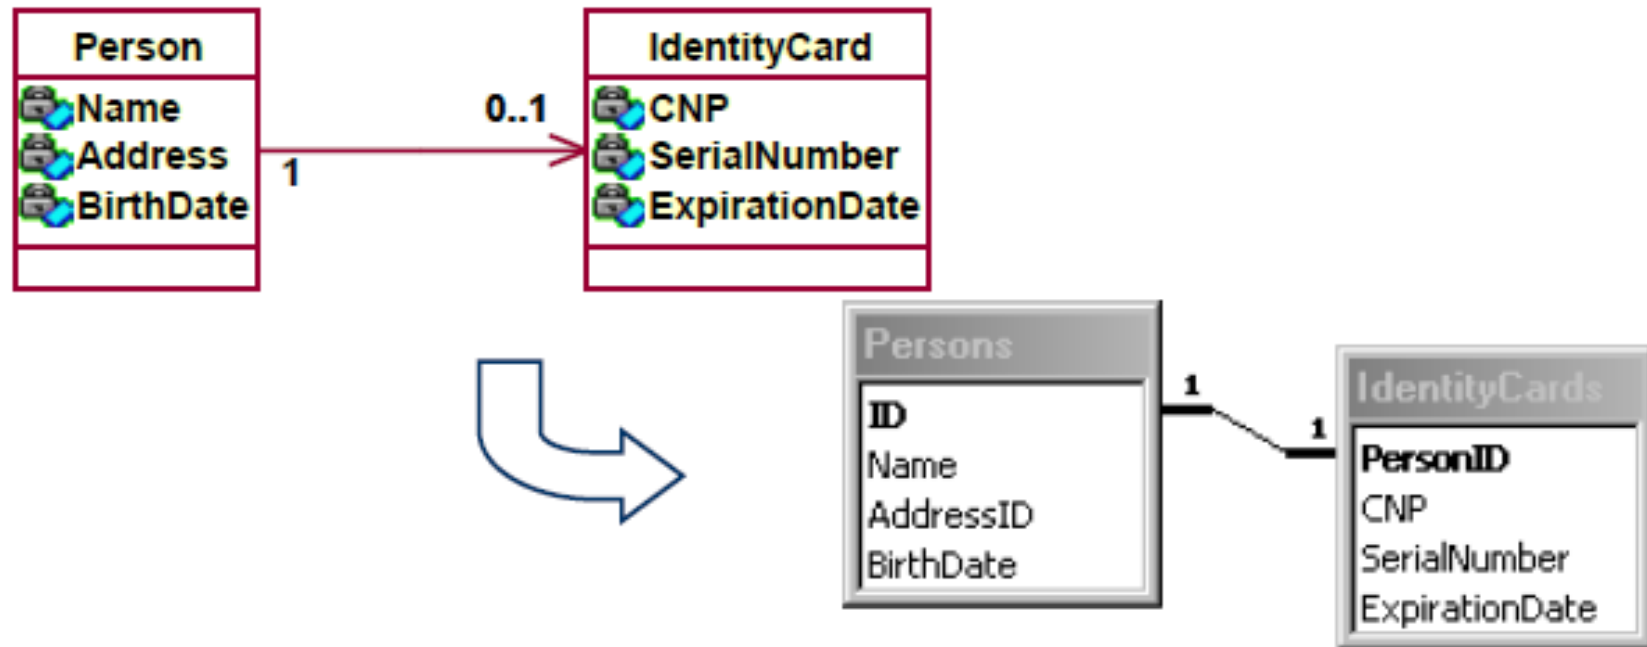 Person
Name
Address
BirthDate
1
0..1
IdentityCard
CNP
SerialNumber
ExpirationDate
Persons
ID
Name
AddressID
BirthDate
1
1
IdentityCards
PersonID
CNP
SerialNumber
ExpirationDate